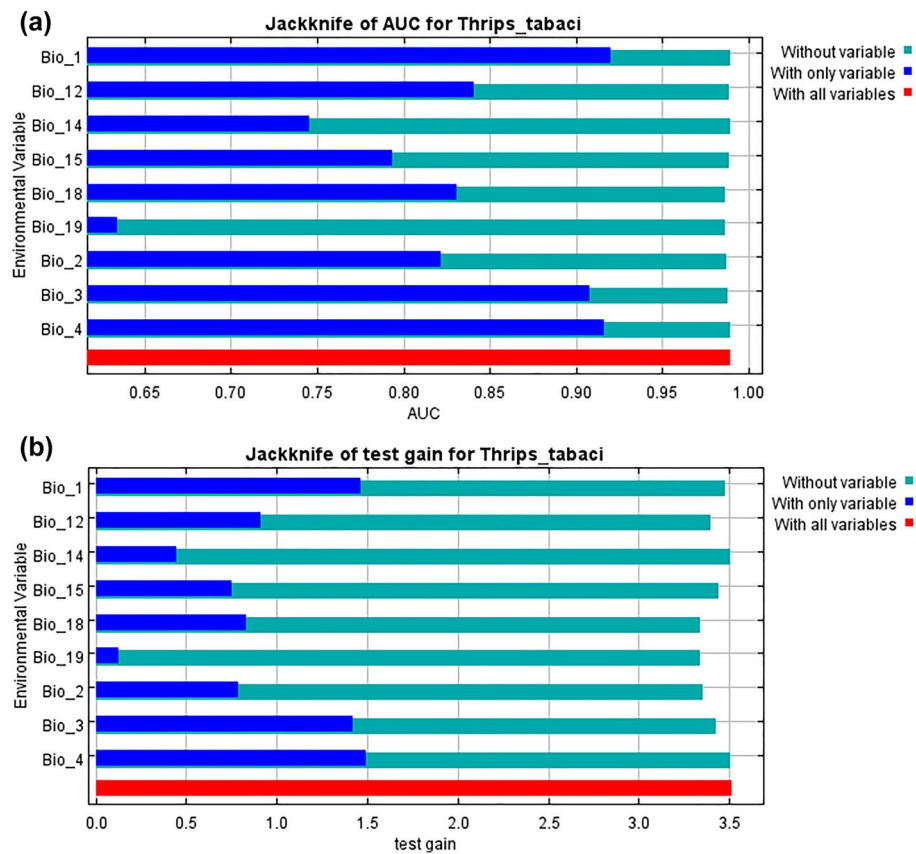 (a)
Jackknife of AUC for Thrips_tabaci
Environmental Variable
Bio_1
Bio_12
Bio_14
Bio_15
Bio_18
Bio_19
Bio_2
Bio_3
Bio_4
0.65 0.70 0.75 0.80 0.85 0.90 0.95 1.00
AUC
Without variable
With only variable
With all variables
(b)
Jackknife of test gain for Thrips_tabaci
Environmental Variable
Bio_1
Bio_12
Bio_14
Bio_15
Bio_18
Bio_19
Bio_2
Bio_3
Bio_4
0.0 0.5 1.0 1.5 2.0 2.5 3.0 3.5
test gain
Without variable
With only variable
With all variables